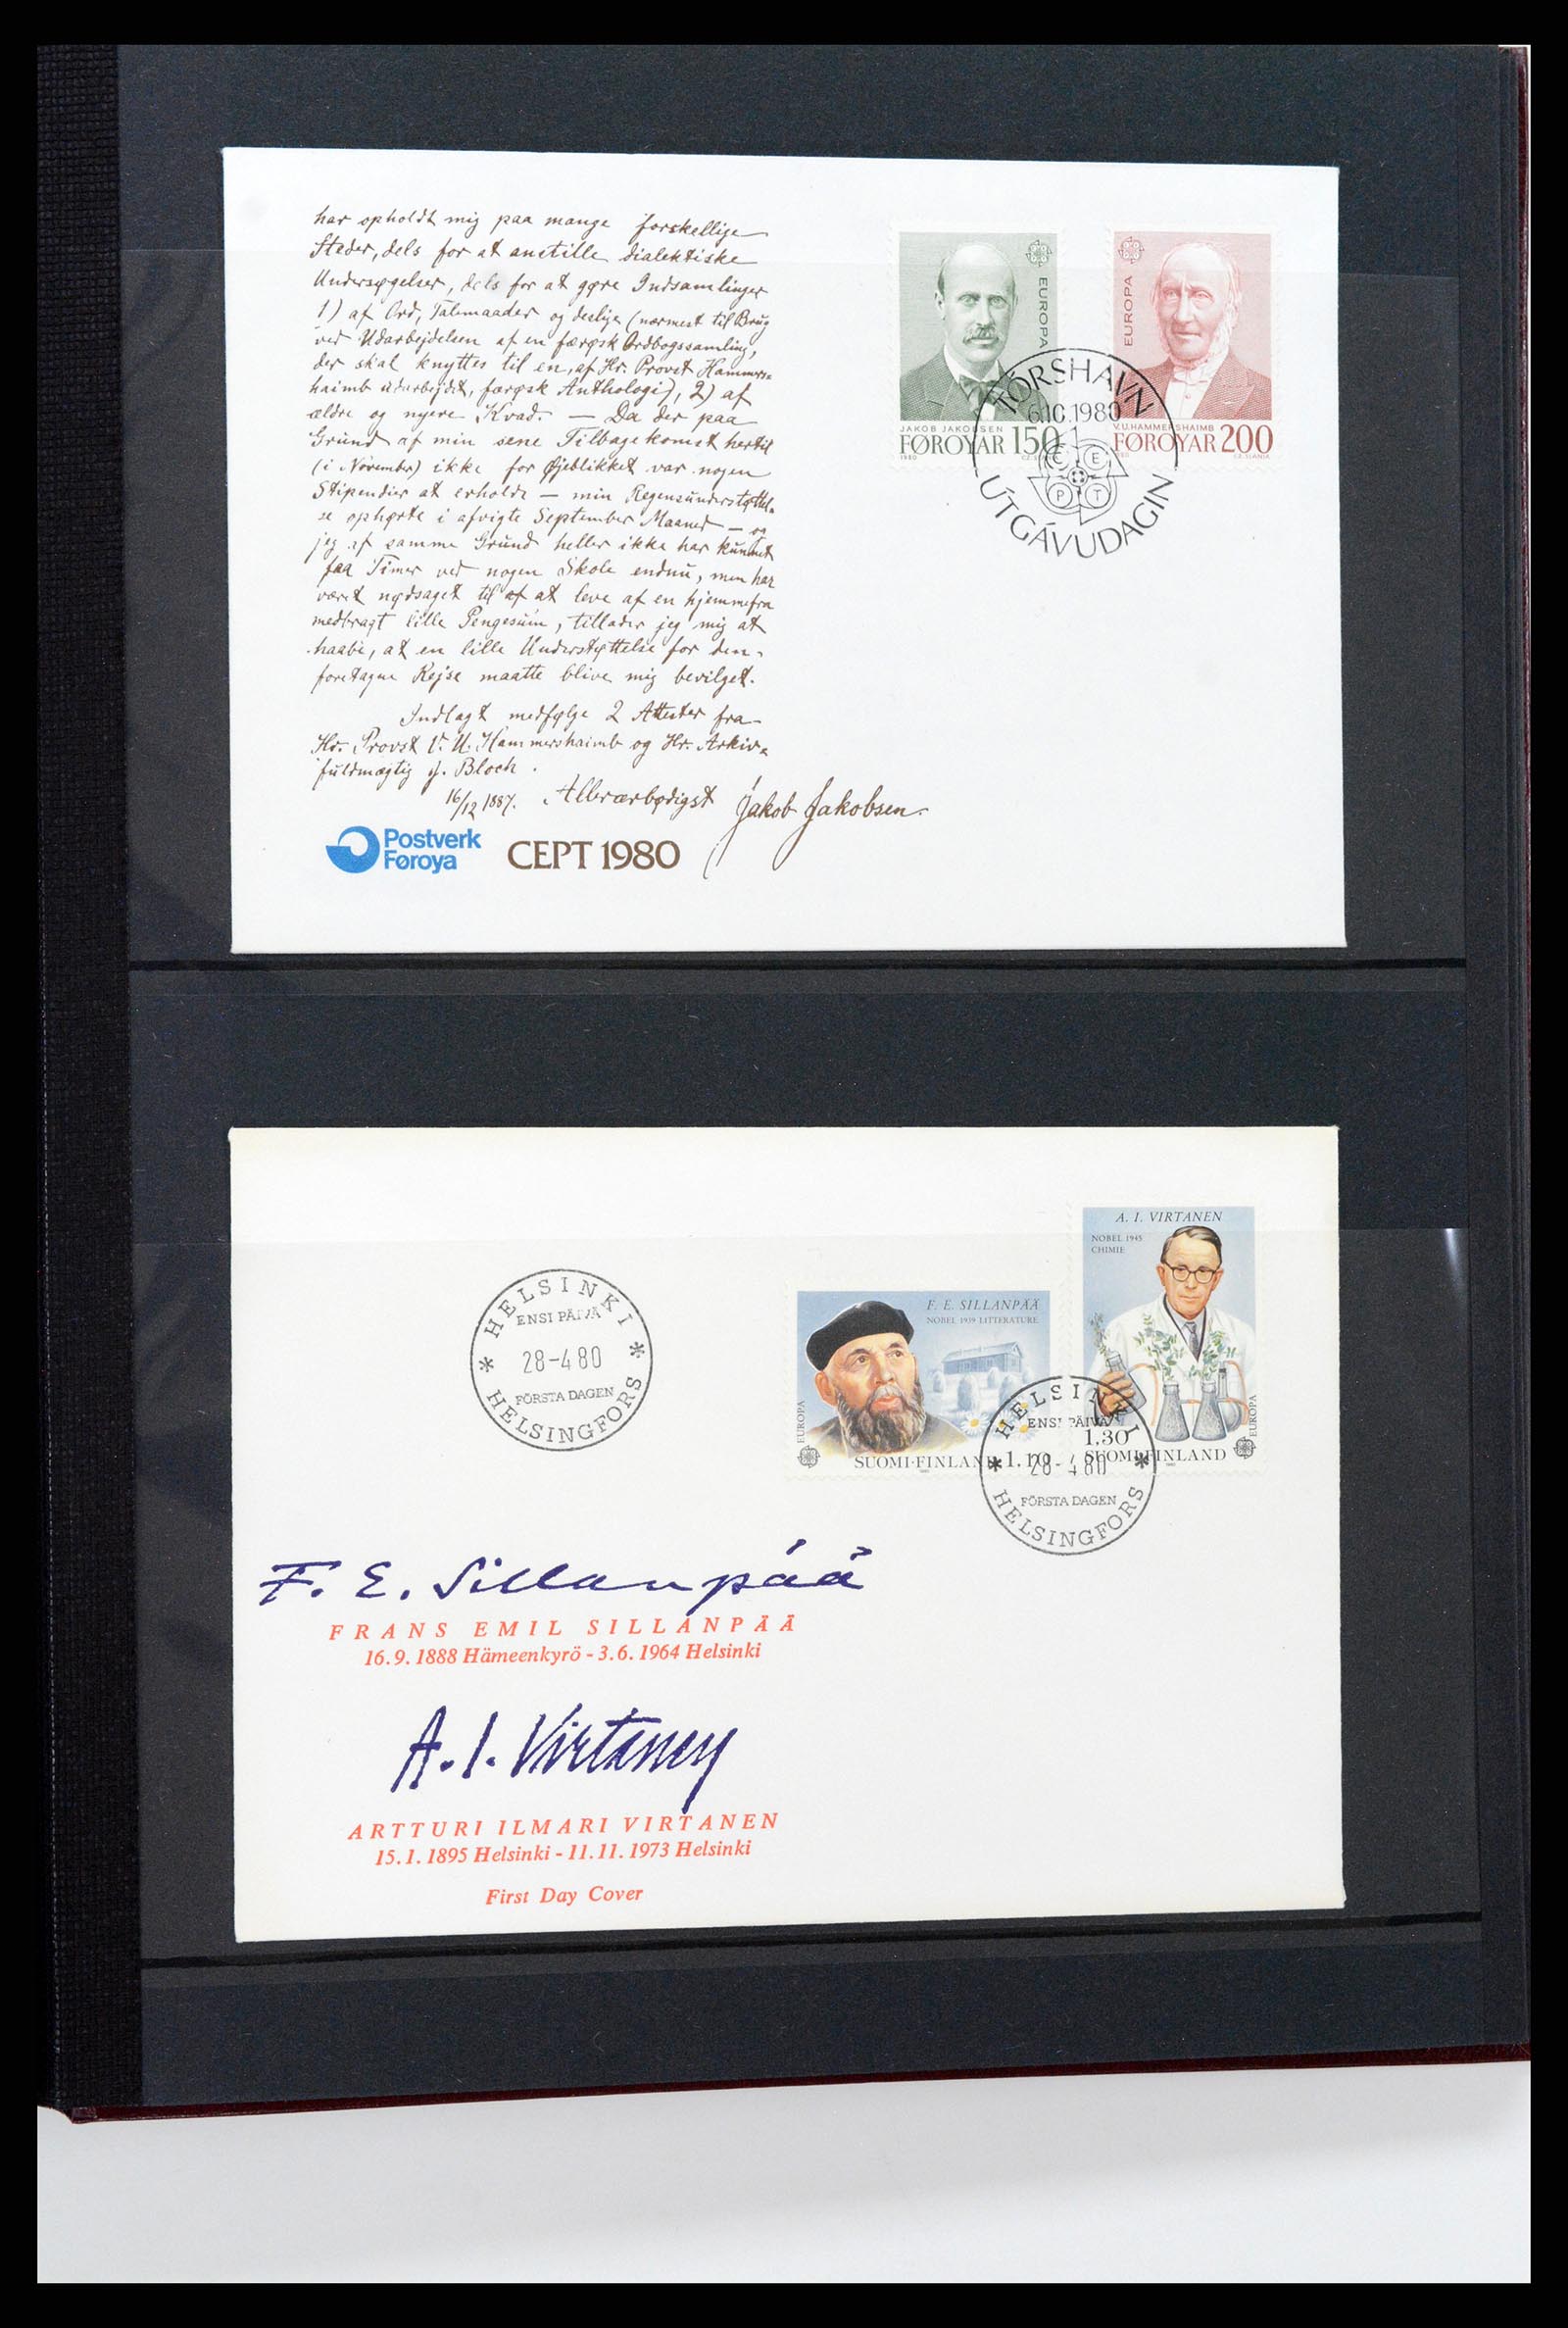 har opholdt mig paa mange forskellige
Steder, dels for at anstille dialektiske
Undersøgelser, dels for at gøre Indsamlinger
1) af Ord, Talemaader og deslige (nærmest til Brug
ved Udarbejdelsen af en færøsk Ordbogssamling,
der skal knyttes til en, af Hr. Provst Hammers-
haimb udarbejdet, færøsk Anthologi), 2) af
ældre og nyere Kvad. — Da der paa
Grund af min sene Tilbagekomst hertil
(i November) ikke for Øjeblikket var nogen
Stipendier at erholde — min Regensunderstøttel-
se ophørte i afvigte September Maaned — og
jeg af samme Grund heller ikke har kunnet
faa Timer ved nogen Skole endnu, men har
været nødsaget til af at leve af en hjemmefra
medbragt lille Pengesum, tillader jeg mig at
haabe, at en lille Understøttelse for den
foretagne Rejse maatte blive mig bevilget.
Indlagt medfølge 2 Attester fra
Hr. Provst V. U. Hammershaimb og Hr. Arkiv-
fuldmægtig J. Bloch.
16/12 1887. Allerærbødigst Jakob Jakobsen.
Postverk
Føroya
CEPT 1980
EUROPA
JAKOB JAKOBSEN
FØROYAR 150
1980 CZ.SLANIA
EUROPA
V.U.HAMMERSHAIMB
FØROYAR 200
1980 CZ.SLANIA
TÓRSHAVN
6.10.1980
C E P T
ÚTGÁVUDAGIN
HELSINKI
ENSI PÄIVÄ
28-4 80
FÖRSTA DAGEN
HELSINGFORS
F. E. SILLANPÄÄ
NOBEL 1939 LITTERATURE
EUROPA
SUOMI-FINLAND 1.10
A. I. VIRTANEN
NOBEL 1945
CHIMIE
1.30
SUOMI-FINLAND
EUROPA
HELSINKI
ENSI PÄIVÄ
28-4 80
FÖRSTA DAGEN
HELSINGFORS
F. E. Sillanpää
FRANS EMIL SILLANPÄÄ
16.9.1888 Hämeenkyrö - 3.6.1964 Helsinki
A. I. Virtanen
ARTTURI ILMARI VIRTANEN
15.1.1895 Helsinki - 11.11.1973 Helsinki
First Day Cover